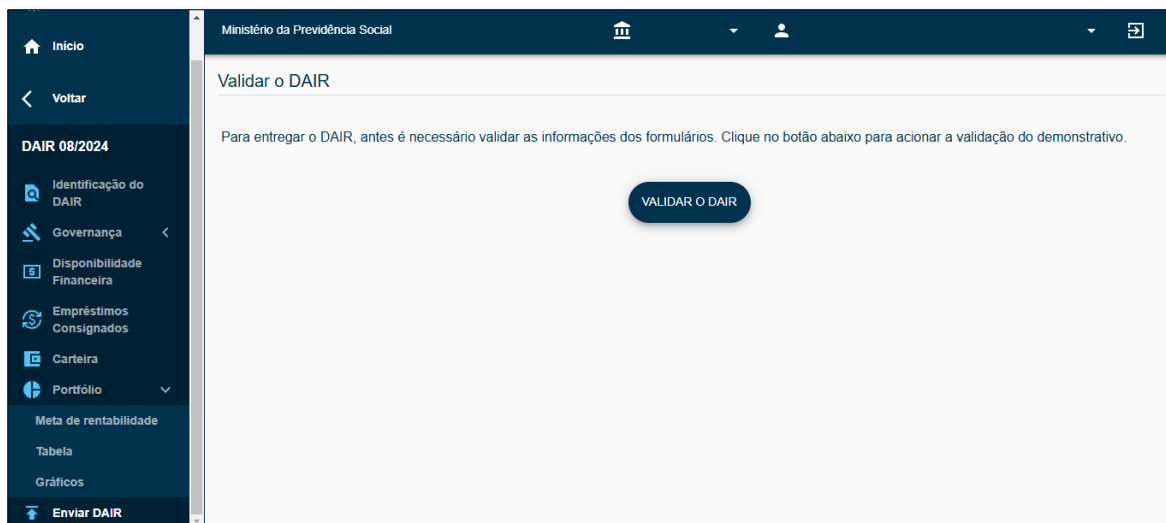 Início
Voltar
DAIR 08/2024
Identificação do
DAIR
Governança
Disponibilidade
Financeira
Empréstimos
Consignados
Carteira
Portfólio
Meta de rentabilidade
Tabela
Gráficos
Enviar DAIR
Ministério da Previdência Social
Validar o DAIR
Para entregar o DAIR, antes é necessário validar as informações dos formulários. Clique no botão abaixo para acionar a validação do demonstrativo.
VALIDAR O DAIR